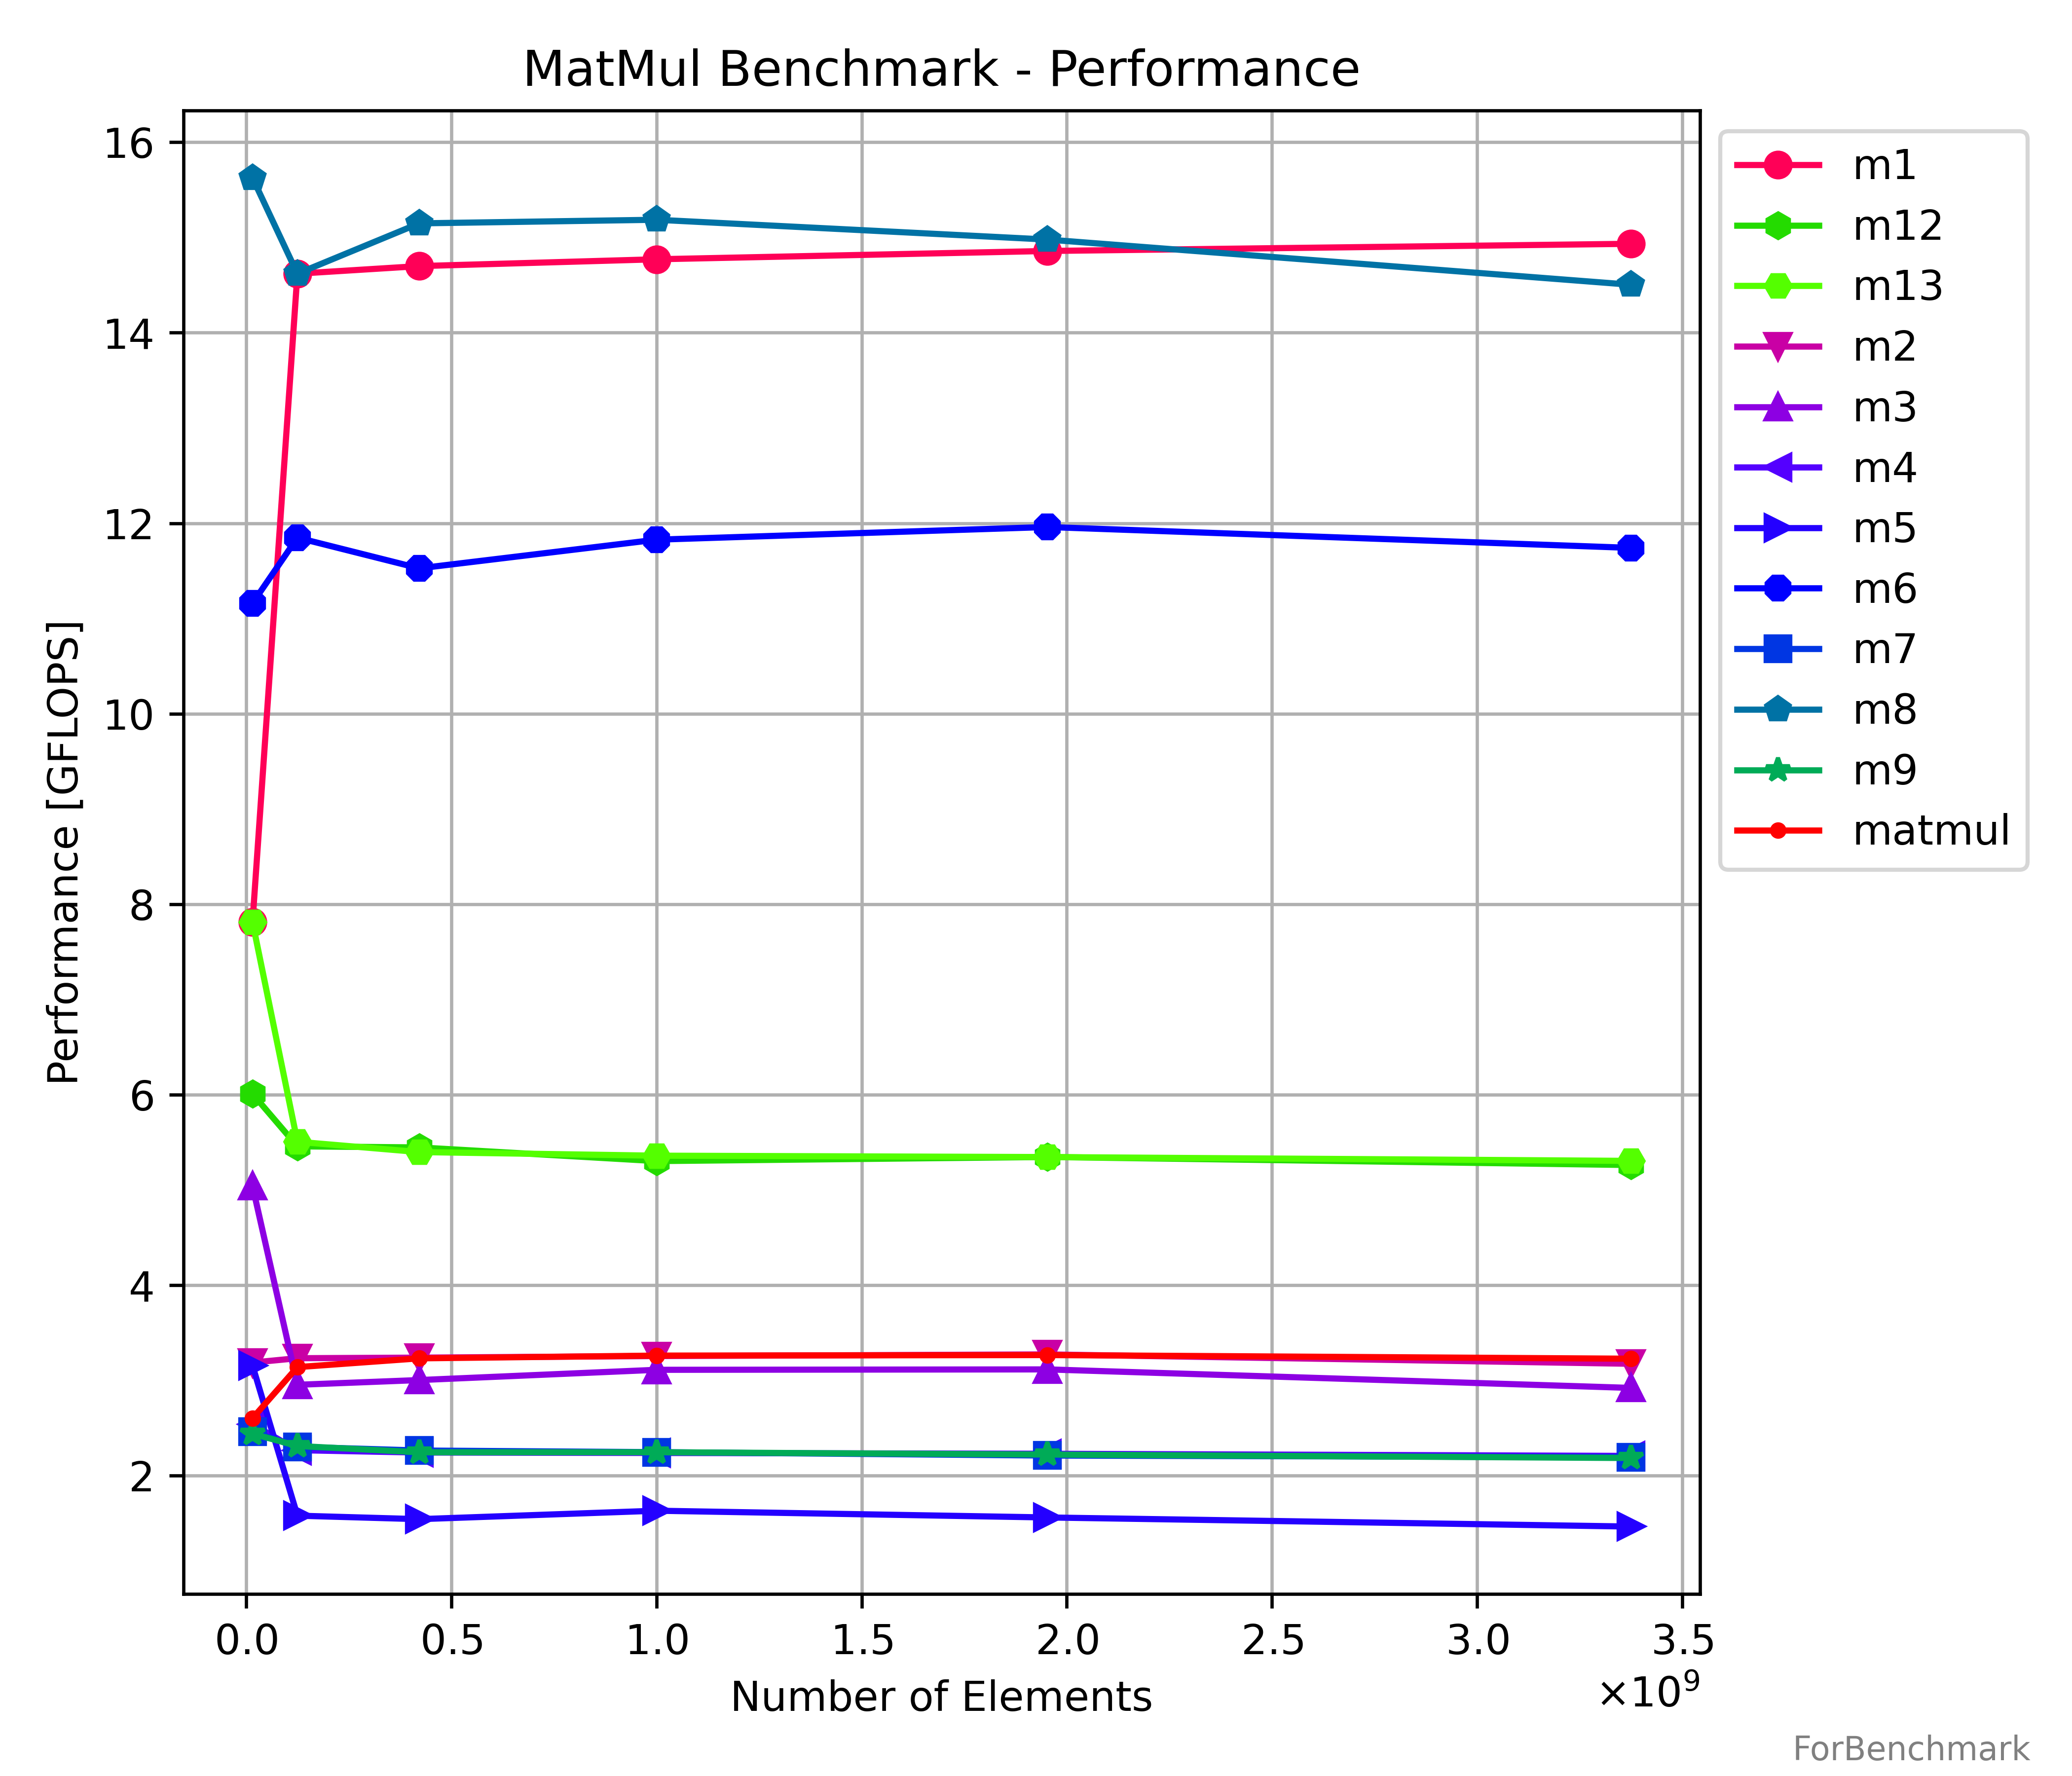 MatMul Benchmark - Performance
16
14
12
10
8
6
4
2
Performance [GFLOPS]
0.0 0.5 1.0 1.5 2.0 2.5 3.0 3.5
×10⁹
Number of Elements
m1
m12
m13
m2
m3
m4
m5
m6
m7
m8
m9
matmul
ForBenchmark